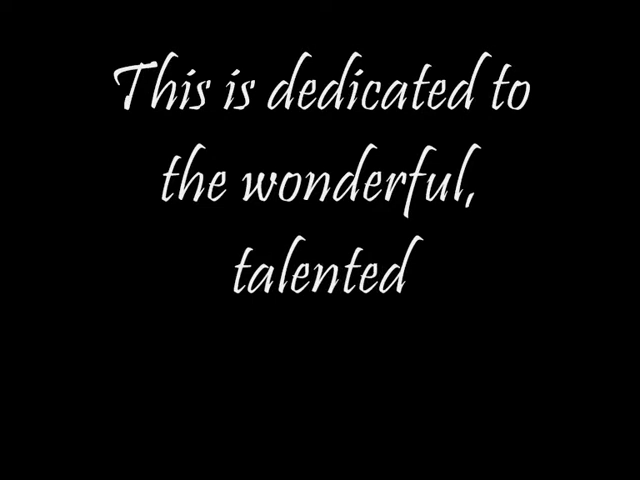 This is dedicated to
the wonderful,
talented